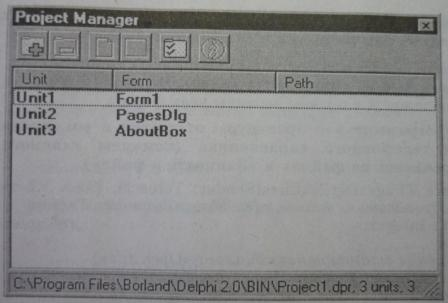 Project Manager
Unit Form Path
Unit1 Form1
Unit2 PagesDlg
Unit3 AboutBox
C:\Program Files\Borland\Delphi 2.0\BIN\Project1.dpr, 3 units, 3